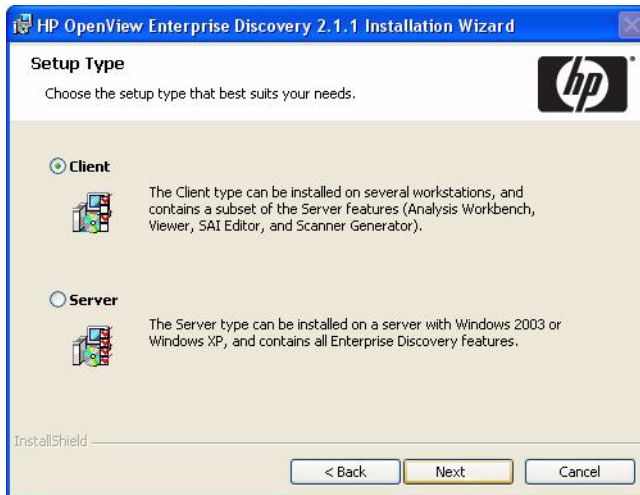 HP OpenView Enterprise Discovery 2.1.1 Installation Wizard
Setup Type
Choose the setup type that best suits your needs.
hp
Client
The Client type can be installed on several workstations, and
contains a subset of the Server features (Analysis Workbench,
Viewer, SAI Editor, and Scanner Generator).
Server
The Server type can be installed on a server with Windows 2003 or
Windows XP, and contains all Enterprise Discovery features.
InstallShield
< Back
Next
Cancel